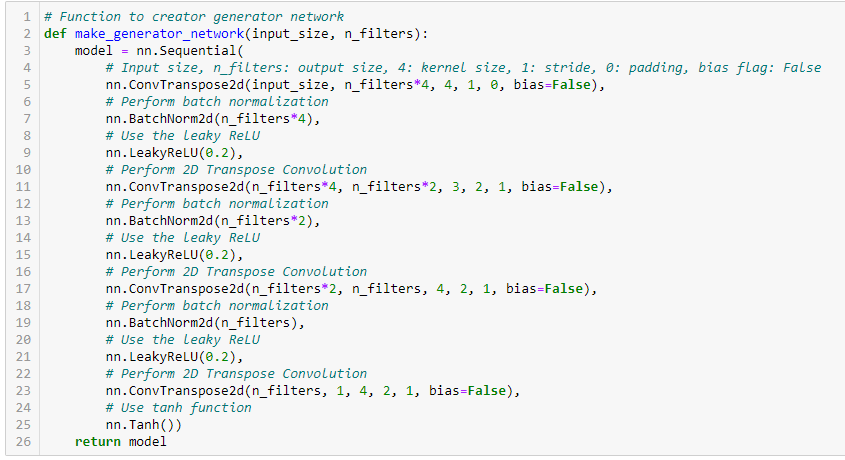 1 # Function to creator generator network
2 def make_generator_network(input_size, n_filters):
3     model = nn.Sequential(
4         # Input size, n_filters: output size, 4: kernel size, 1: stride, 0: padding, bias flag: False
5         nn.ConvTranspose2d(input_size, n_filters*4, 4, 1, 0, bias=False),
6         # Perform batch normalization
7         nn.BatchNorm2d(n_filters*4),
8         # Use the leaky ReLU
9         nn.LeakyReLU(0.2),
10         # Perform 2D Transpose Convolution
11         nn.ConvTranspose2d(n_filters*4, n_filters*2, 3, 2, 1, bias=False),
12         # Perform batch normalization
13         nn.BatchNorm2d(n_filters*2),
14         # Use the leaky ReLU
15         nn.LeakyReLU(0.2),
16         # Perform 2D Transpose Convolution
17         nn.ConvTranspose2d(n_filters*2, n_filters, 4, 2, 1, bias=False),
18         # Perform batch normalization
19         nn.BatchNorm2d(n_filters),
20         # Use the leaky ReLU
21         nn.LeakyReLU(0.2),
22         # Perform 2D Transpose Convolution
23         nn.ConvTranspose2d(n_filters, 1, 4, 2, 1, bias=False),
24         # Use tanh function
25         nn.Tanh())
26     return model